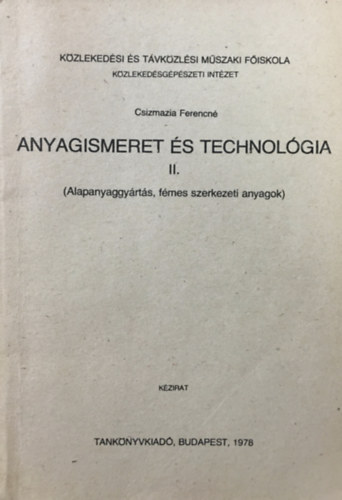 KÖZLEKEDÉSI ÉS TÁVKÖZLÉSI MŰSZAKI FŐISKOLA
KÖZLEKEDÉSGÉPÉSZETI INTÉZET
Csizmazia Ferencné
ANYAGISMERET ÉS TECHNOLÓGIA
II.
(Alapanyaggyártás, fémes szerkezeti anyagok)
KÉZIRAT
TANKÖNYVKIADÓ, BUDAPEST, 1978